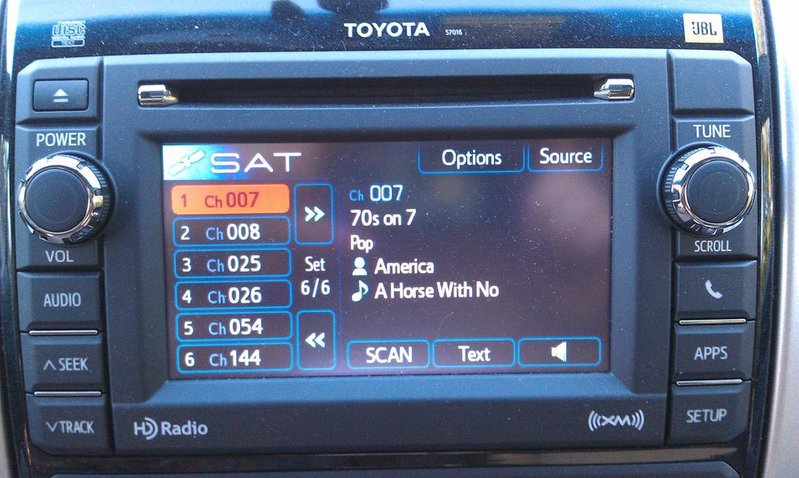 TOYOTA
57016
JBL
disc
POWER
VOL
AUDIO
∧SEEK
∨TRACK
SAT
Options
Source
1 Ch 007
2 Ch 008
3 Ch 025
4 Ch 026
5 Ch 054
6 Ch 144
>>
Set
6/6
<<
Ch 007
70s on 7
Pop
America
A Horse With No
SCAN
Text
TUNE
SCROLL
APPS
SETUP
HD Radio
((XM))